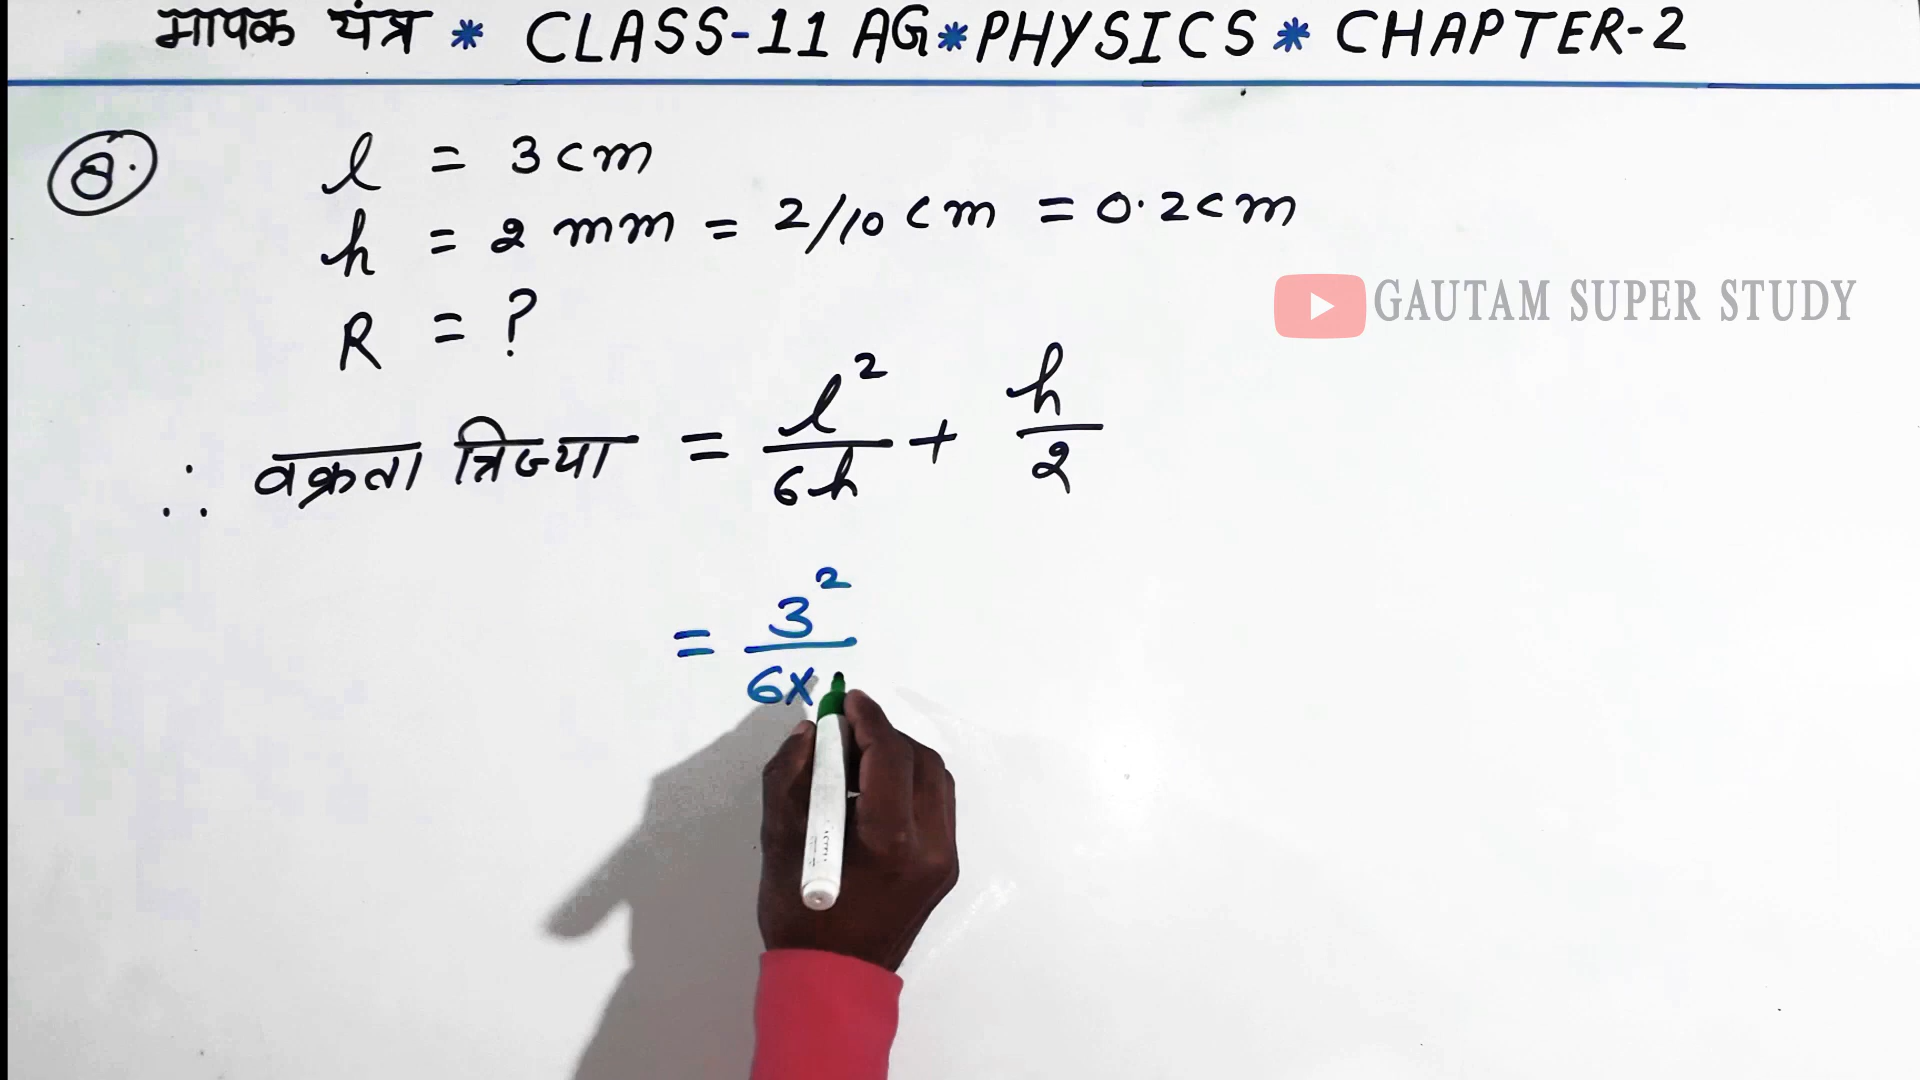 मापक यंत्र * CLASS-11 AG * PHYSICS * CHAPTER-2
8. l = 3cm
h = 2 mm = 2/10 cm = 0.2cm
GAUTAM SUPER STUDY
R = ?
∴ वक्रता त्रिज्या = l²/6h + h/2
= 3²/6x